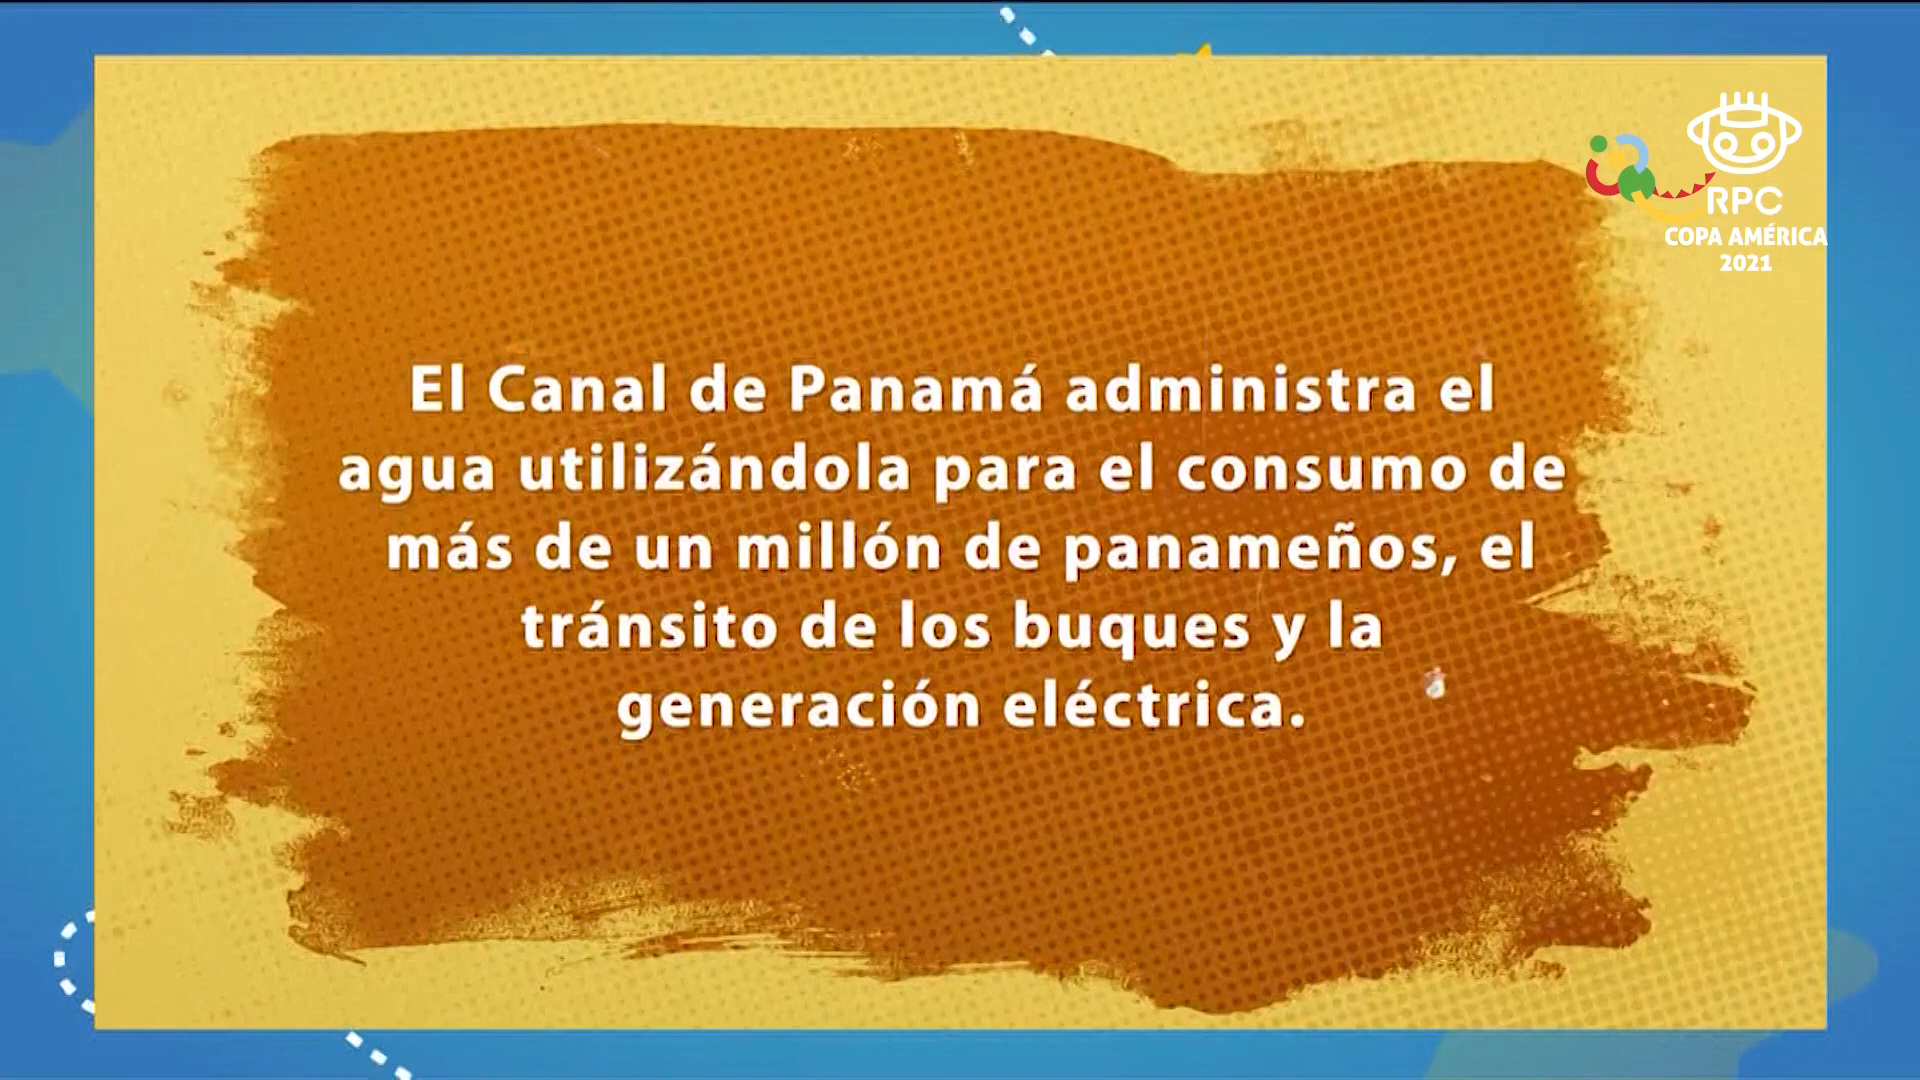 RPC
COPA AMÉRICA
2021
El Canal de Panamá administra el
agua utilizándola para el consumo de
más de un millón de panameños, el
tránsito de los buques y la
generación eléctrica.